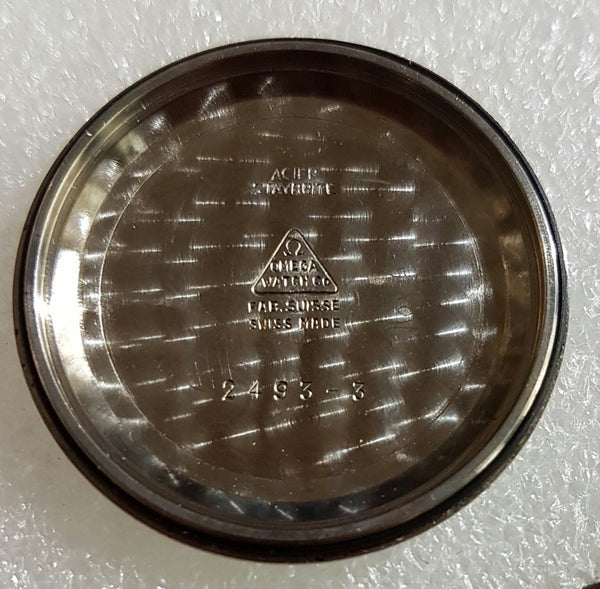 ACIER
STAYBRITE
Ω
OMEGA
WATCH Co
FAB.SUISSE
SWISS MADE
2493-3